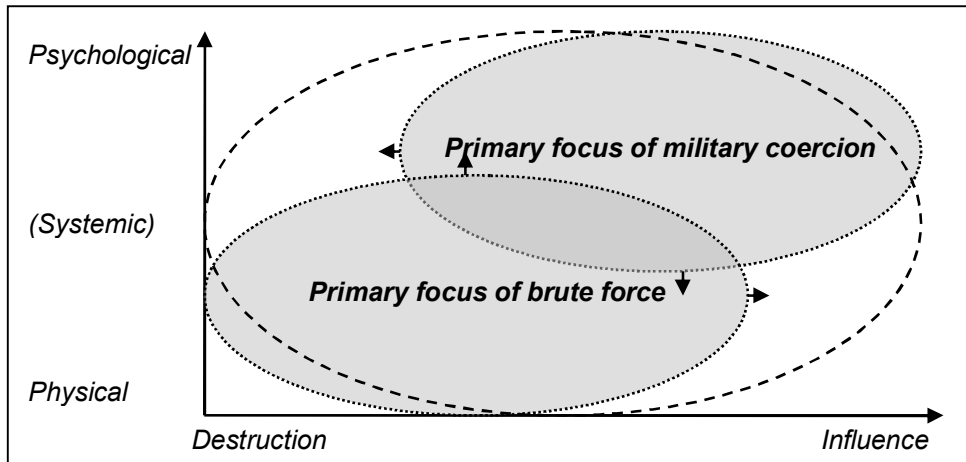 Psychological
Primary focus of military coercion
(Systemic)
Primary focus of brute force
Physical
Destruction
Influence